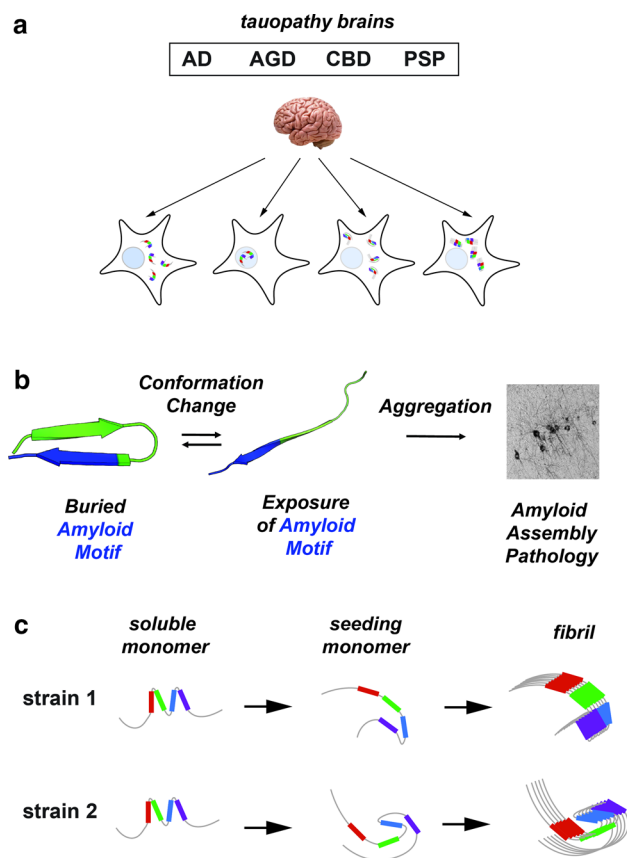 a
tauopathy brains
AD AGD CBD PSP
b
Conformation
Change
Aggregation
Buried
Amyloid
Motif
Exposure
of Amyloid
Motif
Amyloid
Assembly
Pathology
c
soluble
monomer
seeding
monomer
fibril
strain 1
strain 2